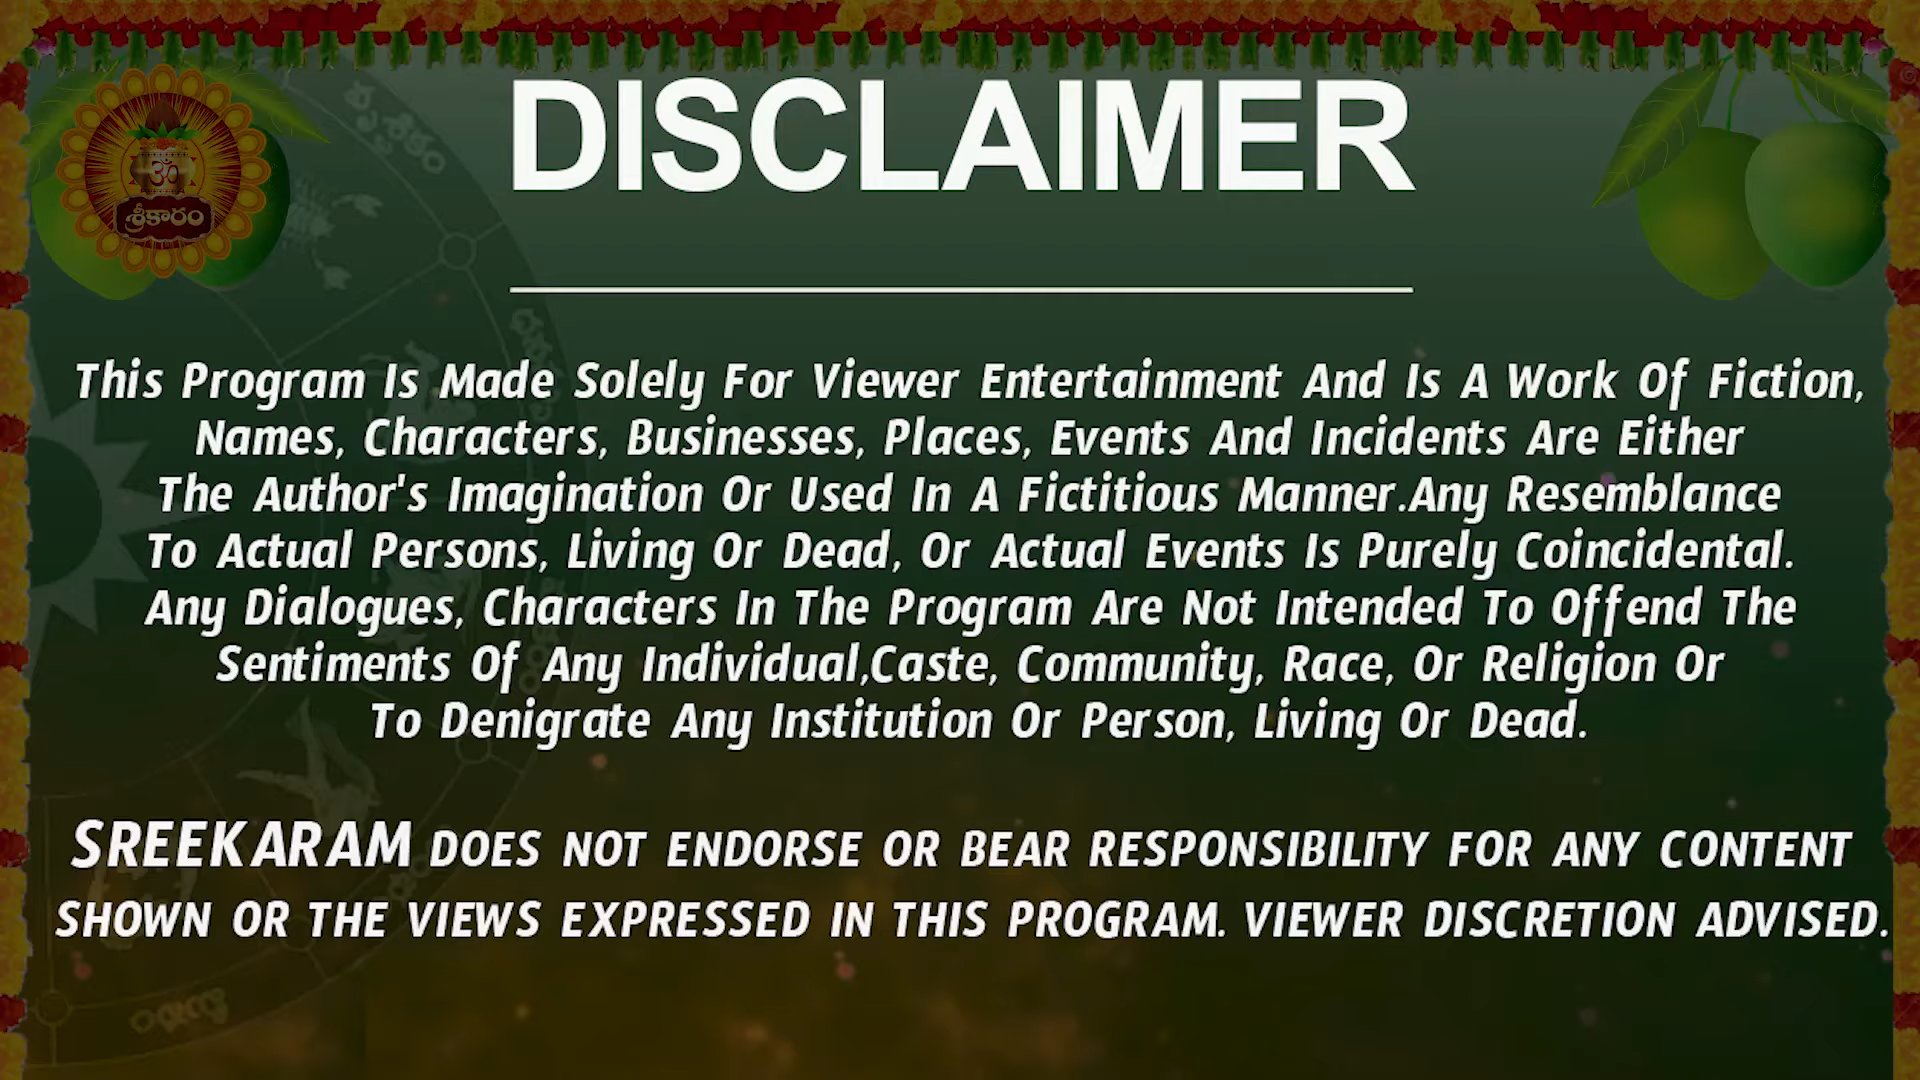 DISCLAIMER
ॐ
శ్రీకారం
వృశ్చికం
This Program Is Made Solely For Viewer Entertainment And Is A Work Of Fiction,
Names, Characters, Businesses, Places, Events And Incidents Are Either
The Author's Imagination Or Used In A Fictitious Manner.Any Resemblance
To Actual Persons, Living Or Dead, Or Actual Events Is Purely Coincidental.
Any Dialogues, Characters In The Program Are Not Intended To Offend The
Sentiments Of Any Individual,Caste, Community, Race, Or Religion Or
To Denigrate Any Institution Or Person, Living Or Dead.
SREEKARAM DOES NOT ENDORSE OR BEAR RESPONSIBILITY FOR ANY CONTENT
SHOWN OR THE VIEWS EXPRESSED IN THIS PROGRAM. VIEWER DISCRETION ADVISED.